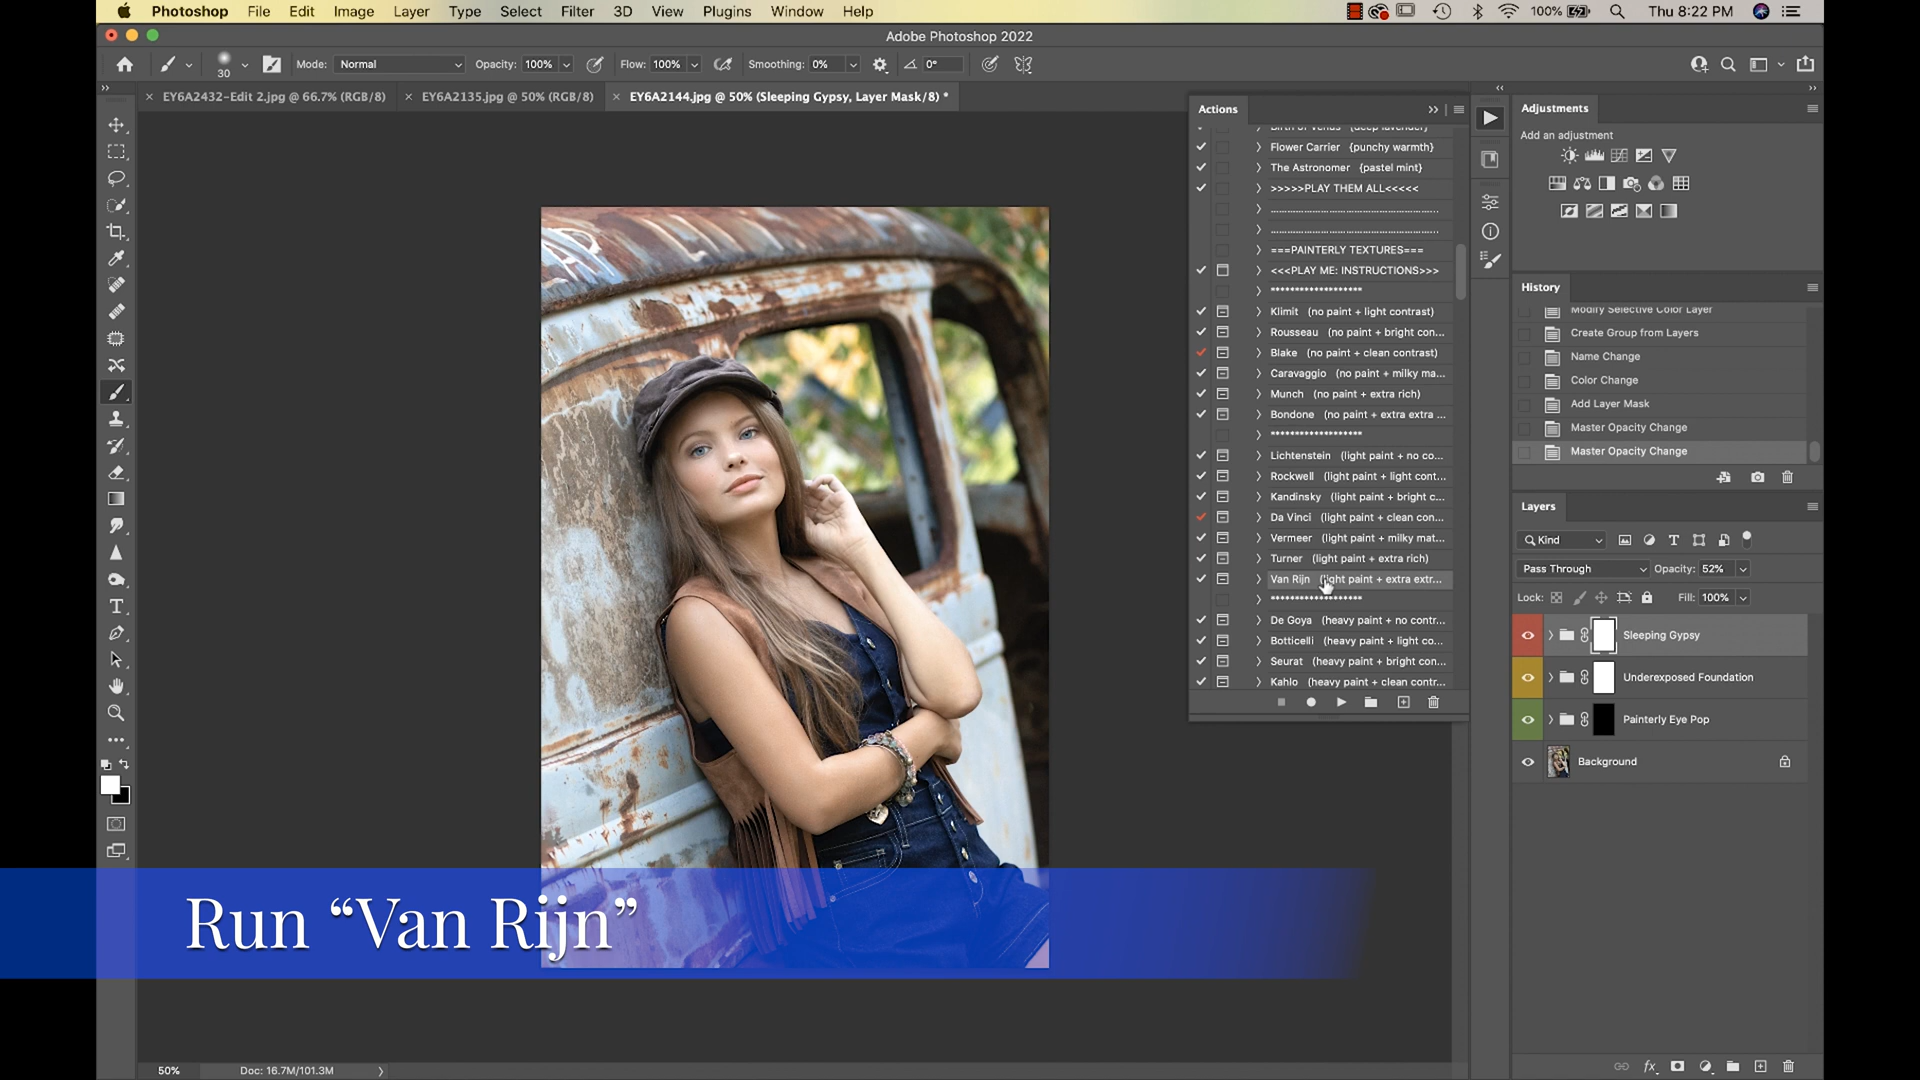 Photoshop File Edit Image Layer Type Select Filter 3D View Plugins Window Help 100% Thu 8:22 PM
Adobe Photoshop 2022
30 Mode: Normal Opacity: 100% Flow: 100% Smoothing: 0% 0°
EY6A2432-Edit 2.jpg @ 66.7% (RGB/8) EY6A2135.jpg @ 50% (RGB/8) EY6A2144.jpg @ 50% (Sleeping Gypsy, Layer Mask/8) *
Actions
Birth of Venus {deep lavender}
Flower Carrier {punchy warmth}
The Astronomer {pastel mint}
>>>>>PLAY THEM ALL<<<<<
===PAINTERLY TEXTURES===
<<<PLAY ME: INSTRUCTIONS>>>
*******************
Klimit (no paint + light contrast)
Rousseau (no paint + bright con...
Blake (no paint + clean contrast)
Caravaggio (no paint + milky ma...
Munch (no paint + extra rich)
Bondone (no paint + extra extra ...
*******************
Lichtenstein (light paint + no co...
Rockwell (light paint + light cont...
Kandinsky (light paint + bright c...
Da Vinci (light paint + clean con...
Vermeer (light paint + milky mat...
Turner (light paint + extra rich)
Van Rijn (light paint + extra extr...
*******************
De Goya (heavy paint + no contr...
Botticelli (heavy paint + light co...
Seurat (heavy paint + bright con...
Kahlo (heavy paint + clean contr...
Adjustments
Add an adjustment
History
Modify Selective Color Layer
Create Group from Layers
Name Change
Color Change
Add Layer Mask
Master Opacity Change
Master Opacity Change
Layers
Kind
Pass Through Opacity: 52%
Lock: Fill: 100%
Sleeping Gypsy
Underexposed Foundation
Painterly Eye Pop
Background
Run “Van Rijn”
50% Doc: 16.7M/101.3M